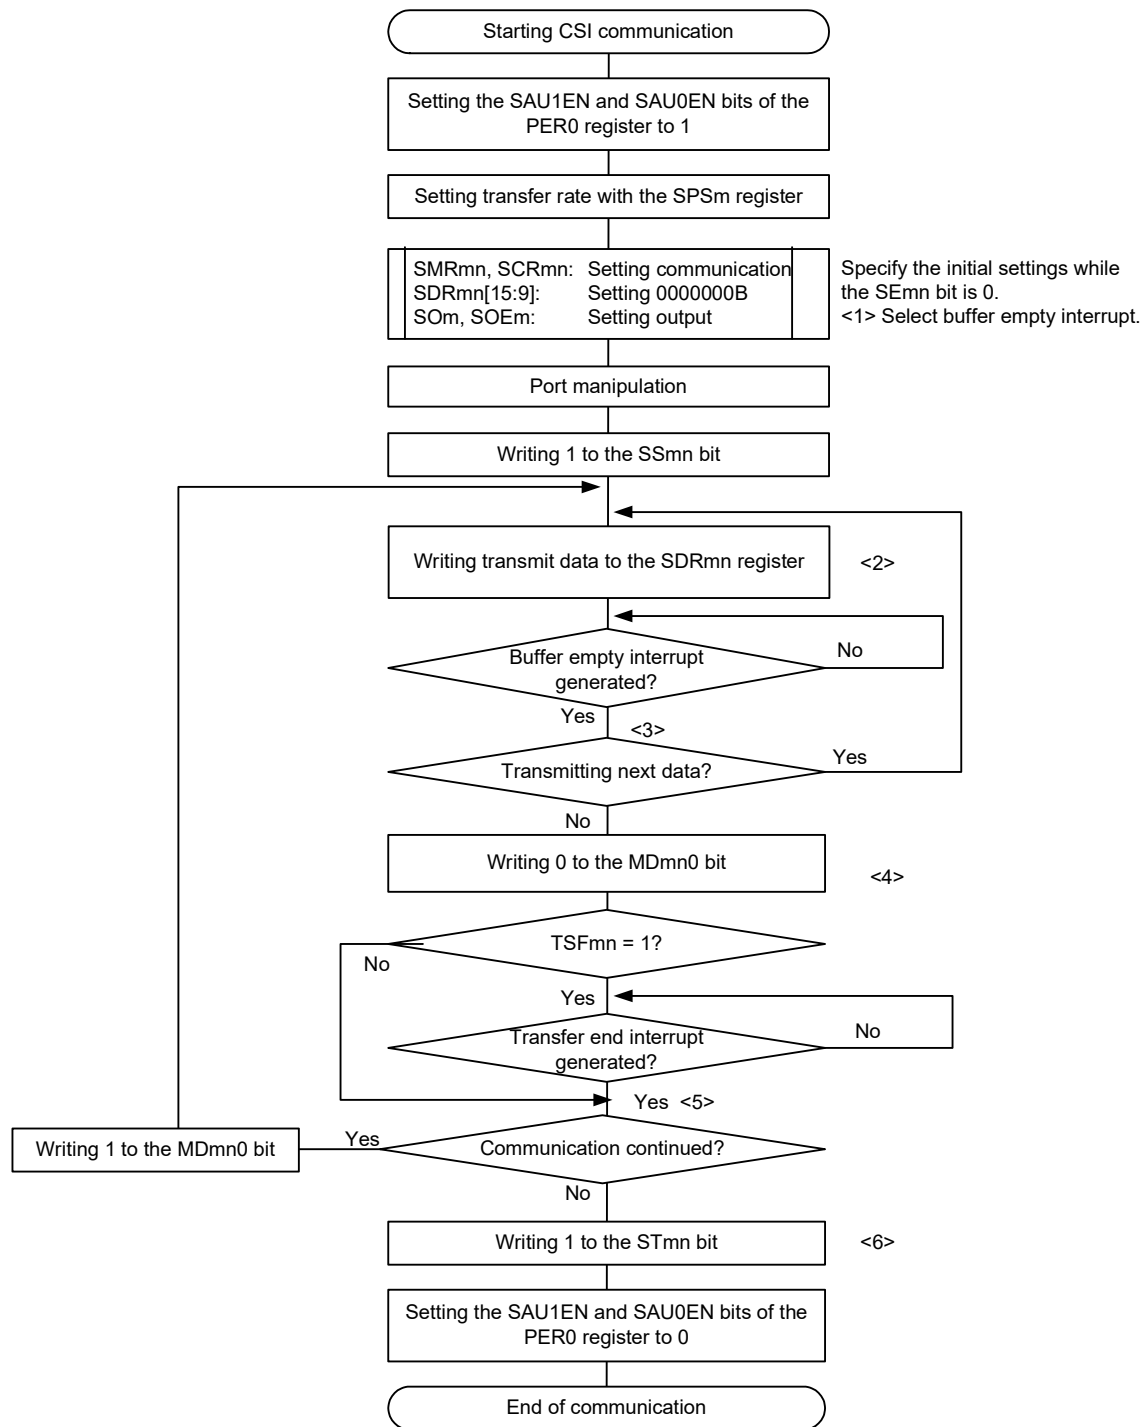 Starting CSI communication
Setting the SAU1EN and SAU0EN bits of the
PER0 register to 1
Setting transfer rate with the SPSm register
SMRmn, SCRmn: Setting communication
SDRmn[15:9]: Setting 0000000B
SOm, SOEm: Setting output
Specify the initial settings while
the SEmn bit is 0.
<1> Select buffer empty interrupt.
Port manipulation
Writing 1 to the SSmn bit
Writing transmit data to the SDRmn register
<2>
Buffer empty interrupt
generated?
No
Yes
<3>
Transmitting next data?
Yes
No
Writing 0 to the MDmn0 bit
<4>
TSFmn = 1?
No
Yes
Transfer end interrupt
generated?
No
Yes <5>
Communication continued?
Yes
Writing 1 to the MDmn0 bit
No
Writing 1 to the STmn bit
<6>
Setting the SAU1EN and SAU0EN bits of the
PER0 register to 0
End of communication